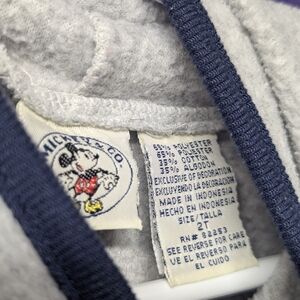 MICKEY & CO.
65% POLYESTER
65% POLIESTER
35% COTTON
35% ALGODON
EXCLUSIVE OF DECORATION
EXCLUYENDO LA DECORACION
MADE IN INDONESIA
HECHO EN INDONESIA
SIZE/TALLA
2T
SEE REVERSE FOR CARE
VE EL REVERSO PARA
EL CUIDO